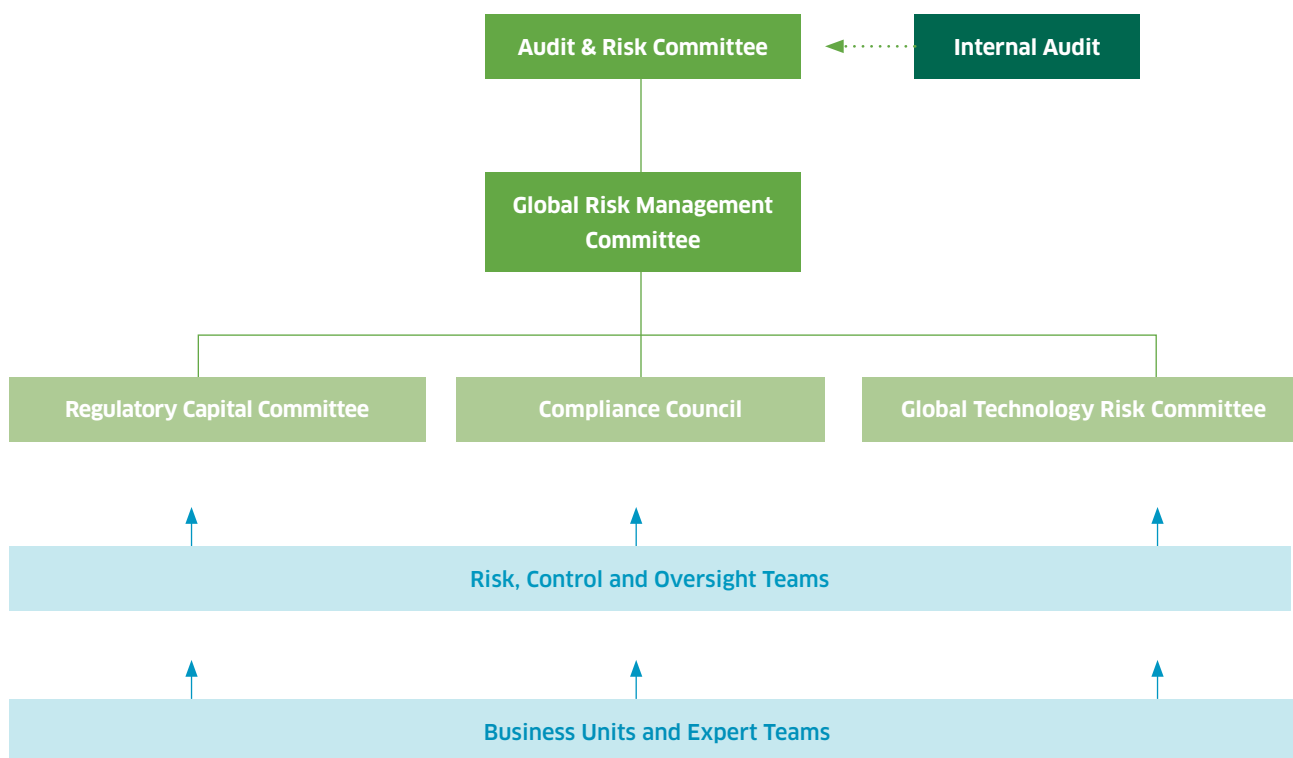 Audit & Risk Committee
Internal Audit
Global Risk Management
Committee
Regulatory Capital Committee
Compliance Council
Global Technology Risk Committee
Risk, Control and Oversight Teams
Business Units and Expert Teams